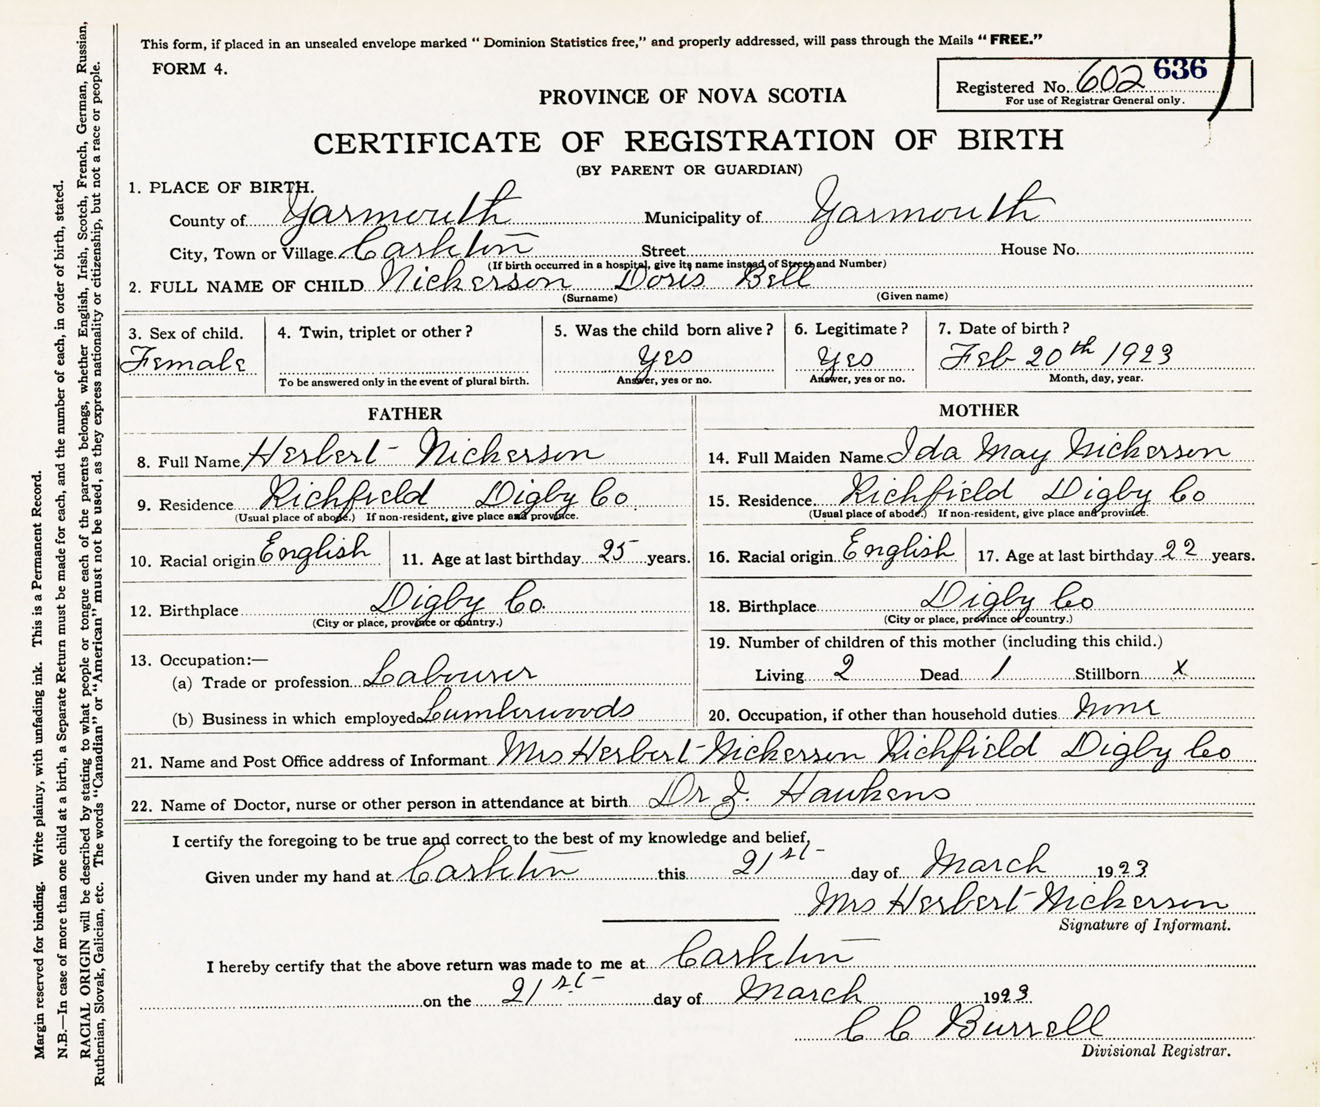 This form, if placed in an unsealed envelope marked "Dominion Statistics free," and properly addressed, will pass through the Mails "FREE."
FORM 4.
Registered No. 602 636
For use of Registrar General only.
PROVINCE OF NOVA SCOTIA
CERTIFICATE OF REGISTRATION OF BIRTH
(BY PARENT OR GUARDIAN)
1. PLACE OF BIRTH.
County of Yarmouth Municipality of Yarmouth
City, Town or Village Carleton Street House No.
(If birth occurred in a hospital, give its name instead of Street and Number)
2. FULL NAME OF CHILD Nickerson Doris Bell
(Surname) (Given name)
3. Sex of child. 4. Twin, triplet or other? 5. Was the child born alive? 6. Legitimate? 7. Date of birth?
Female Yes Yes Feb 20th 1923
To be answered only in the event of plural birth. Answer, yes or no. Answer, yes or no. Month, day, year.
FATHER MOTHER
8. Full Name Herbert Nickerson 14. Full Maiden Name Ida May Nickerson
9. Residence Richfield Digby Co 15. Residence Richfield Digby Co
(Usual place of abode.) If non-resident, give place and province. (Usual place of abode.) If non-resident, give place and province.
10. Racial origin English 11. Age at last birthday 25 years. 16. Racial origin English 17. Age at last birthday 22 years.
12. Birthplace Digby Co. 18. Birthplace Digby Co
(City or place, province or country.) (City or place, province or country.)
19. Number of children of this mother (including this child.)
13. Occupation:—
(a) Trade or profession Labourer Living 2 Dead 1 Stillborn x
(b) Business in which employed Lumberwoods 20. Occupation, if other than household duties none
21. Name and Post Office address of Informant Mrs Herbert Nickerson Richfield Digby Co
22. Name of Doctor, nurse or other person in attendance at birth Dr J. Hawkens
I certify the foregoing to be true and correct to the best of my knowledge and belief,
Given under my hand at Carleton this 21st day of March 1923
Mrs Herbert Nickerson
Signature of Informant.
I hereby certify that the above return was made to me at Carleton
on the 21st day of March 1923
C C Burrell
Divisional Registrar.
Margin reserved for binding. Write plainly, with unfading ink. This is a Permanent Record.
N.B.—In case of more than one child at a birth, a Separate Return must be made for each, and the number of each, in order of birth, stated.
RACIAL ORIGIN will be described by stating to what people or tongue each of the parents belongs, whether English, Irish, Scotch, French, German, Russian,
Ruthenian, Slovak, Galician, etc. The words "Canadian" or "American" must not be used, as they express nationality or citizenship, but not a race or people.